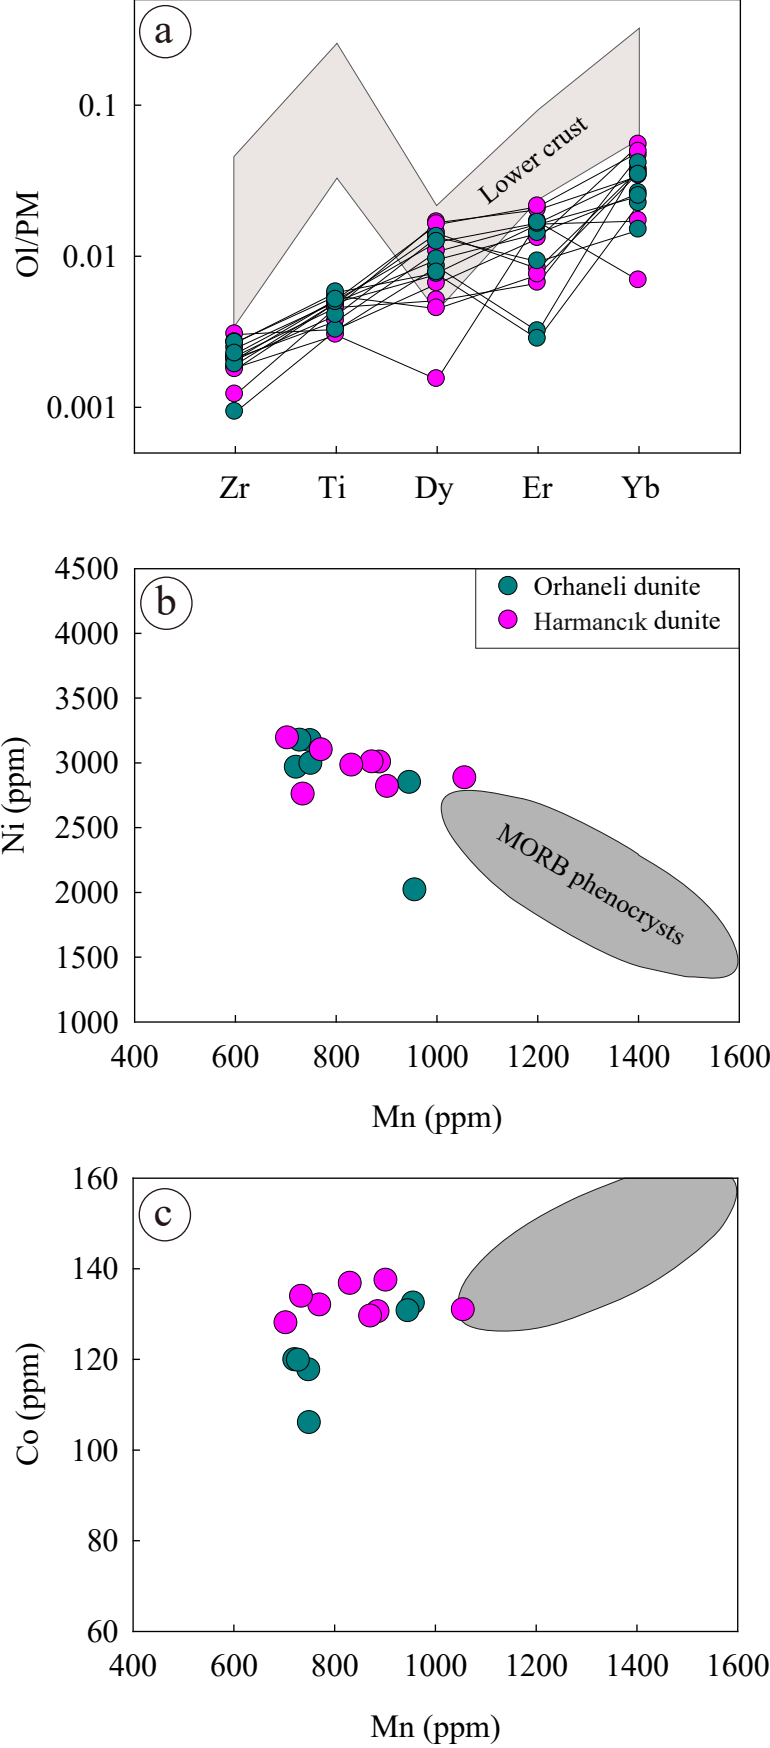 a
0.1
0.01
0.001
Ol/PM
Lower crust
Zr Ti Dy Er Yb
b
Orhaneli dunite
Harmancık dunite
4500
4000
3500
3000
2500
2000
1500
1000
Ni (ppm)
MORB phenocrysts
400 600 800 1000 1200 1400 1600
Mn (ppm)
c
160
140
120
100
80
60
Co (ppm)
400 600 800 1000 1200 1400 1600
Mn (ppm)